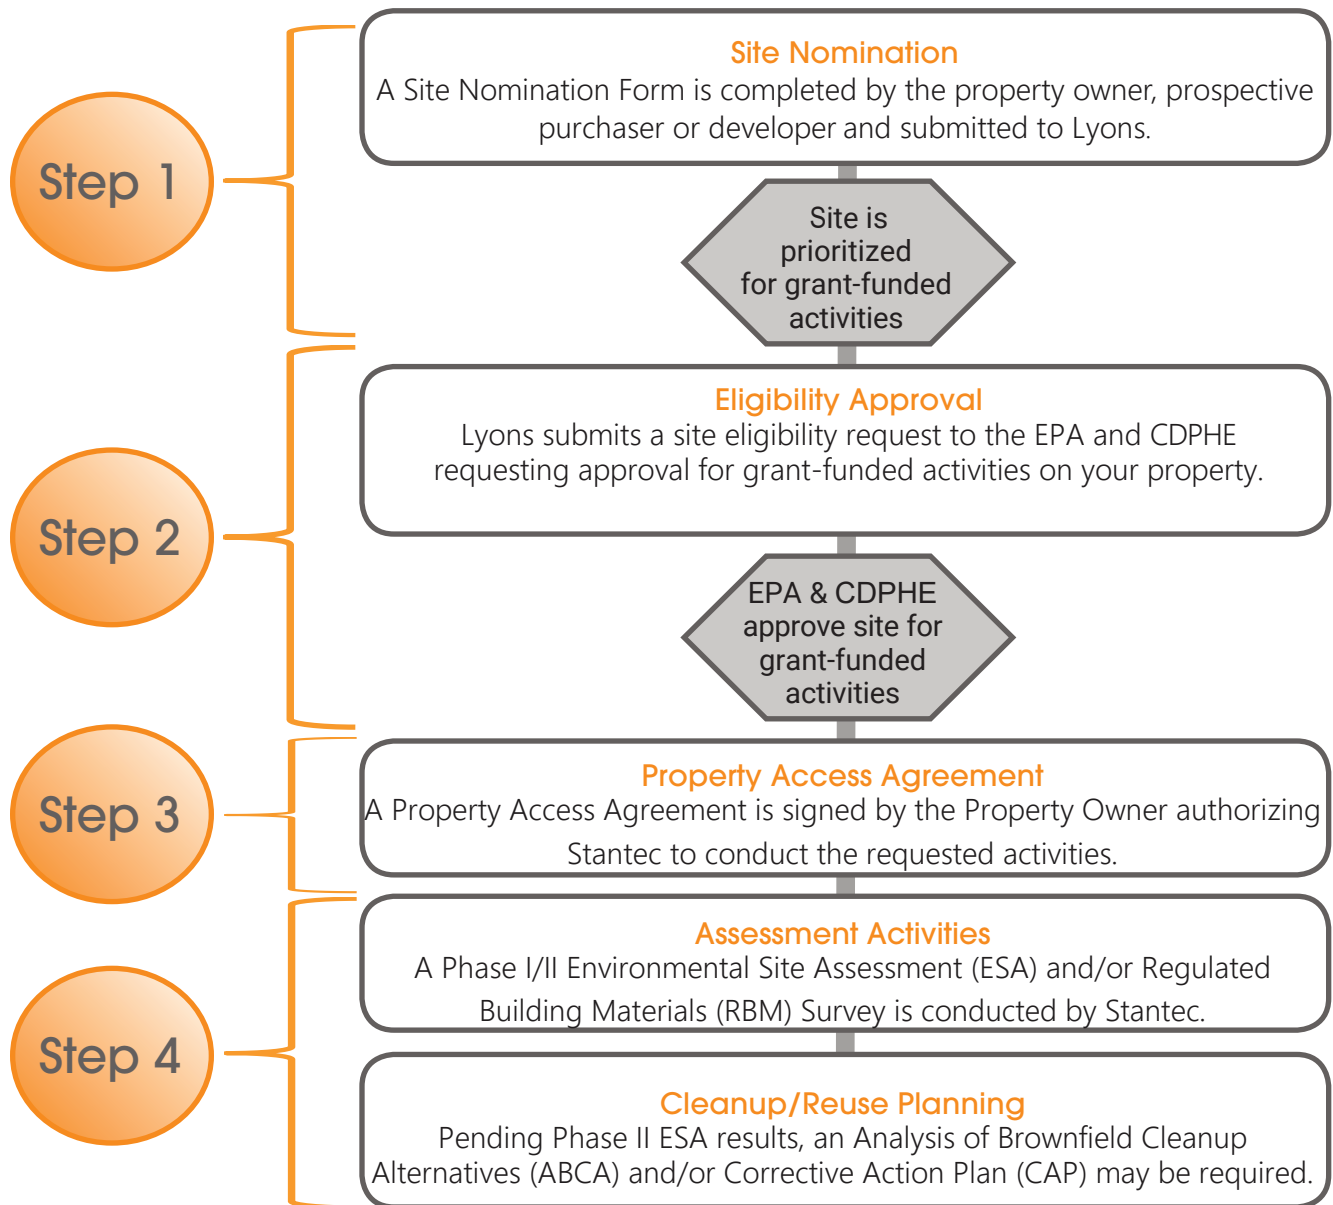 Step 1
Site Nomination
A Site Nomination Form is completed by the property owner, prospective
purchaser or developer and submitted to Lyons.
Site is
prioritized
for grant-funded
activities
Step 2
Eligibility Approval
Lyons submits a site eligibility request to the EPA and CDPHE
requesting approval for grant-funded activities on your property.
EPA & CDPHE
approve site for
grant-funded
activities
Step 3
Property Access Agreement
A Property Access Agreement is signed by the Property Owner authorizing
Stantec to conduct the requested activities.
Step 4
Assessment Activities
A Phase I/II Environmental Site Assessment (ESA) and/or Regulated
Building Materials (RBM) Survey is conducted by Stantec.
Cleanup/Reuse Planning
Pending Phase II ESA results, an Analysis of Brownfield Cleanup
Alternatives (ABCA) and/or Corrective Action Plan (CAP) may be required.